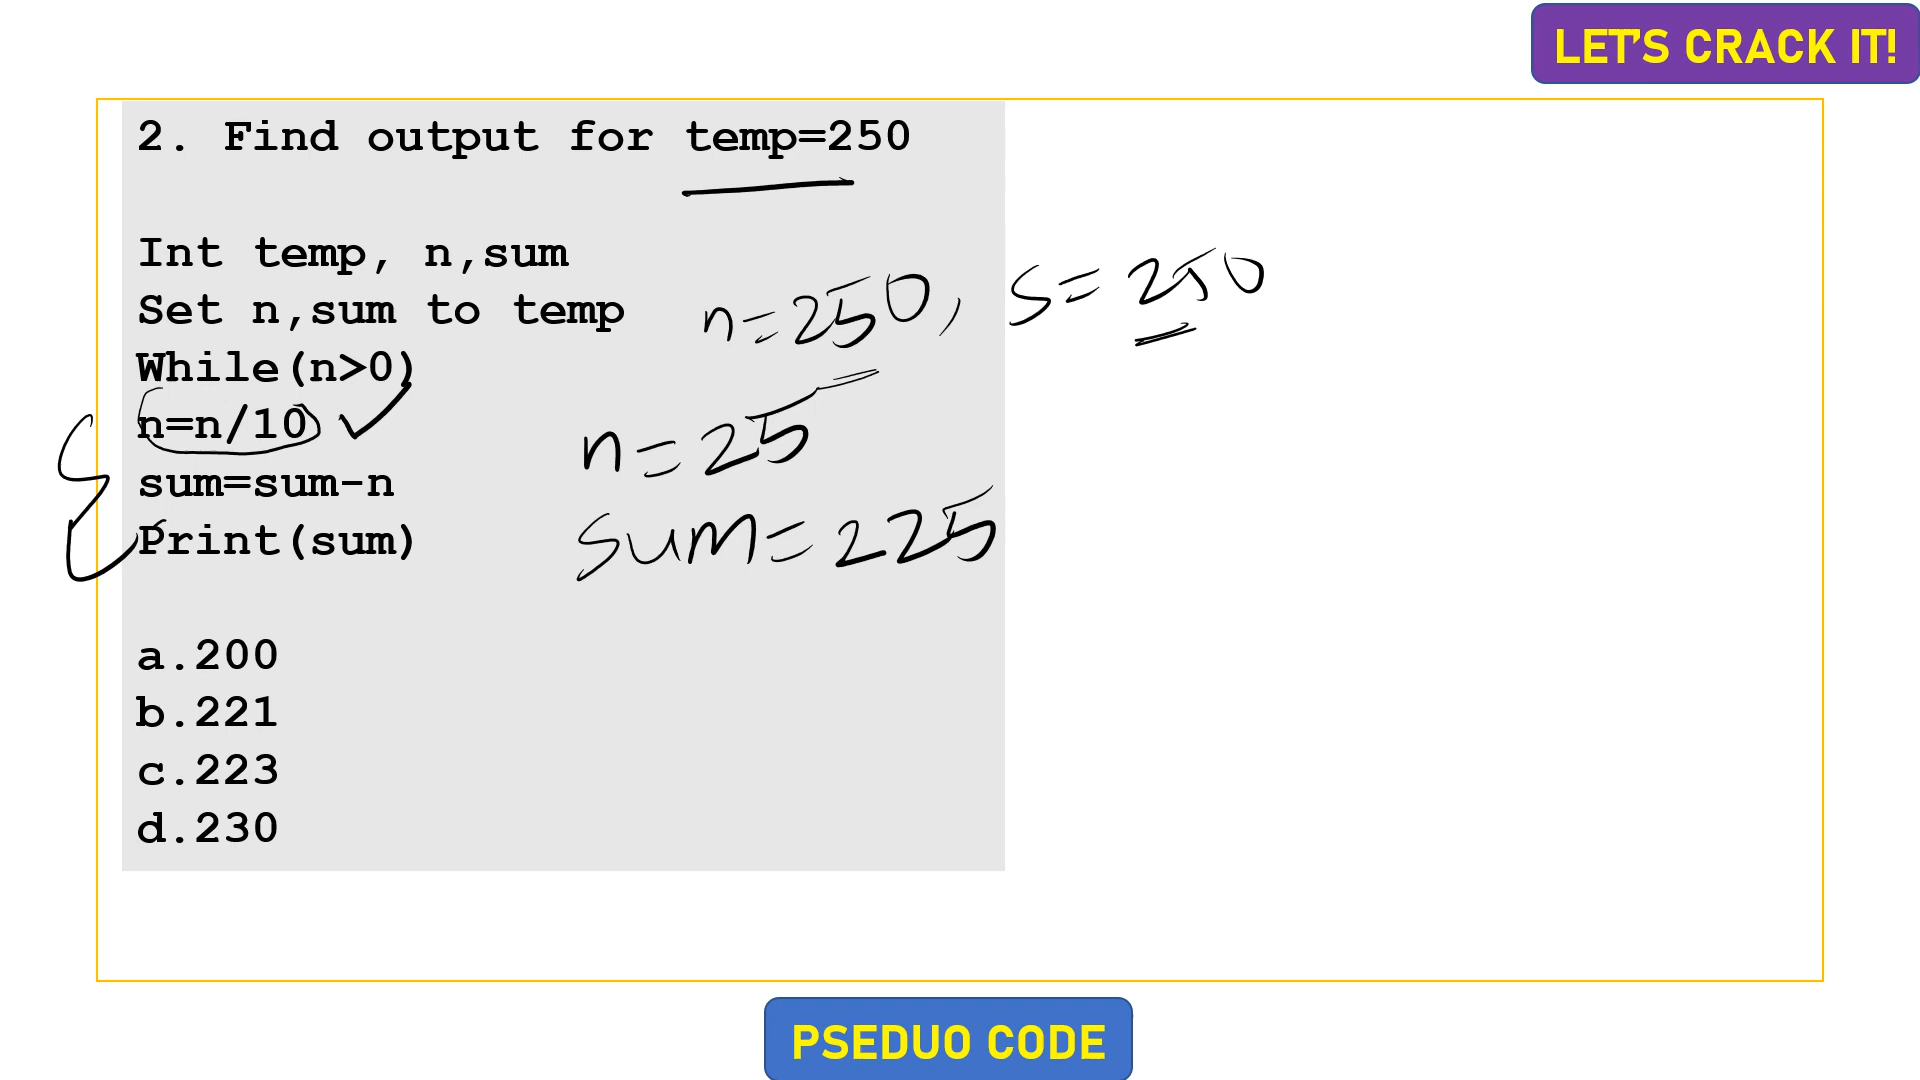 LET'S CRACK IT!
2. Find output for temp=250
Int temp, n,sum
Set n,sum to temp
n=250, s=250
While(n>0)
n=n/10
n=25
sum=sum-n
Print(sum)
sum=225
a.200
b.221
c.223
d.230
PSEDUO CODE